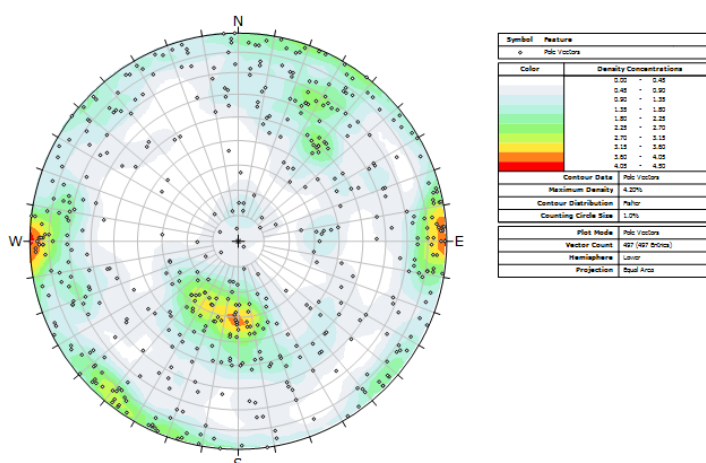 N
W
E
S
Symbol Feature
Pole Vectors
Color Density Concentrations
0.00 - 0.45
0.45 - 0.90
0.90 - 1.35
1.35 - 1.80
1.80 - 2.25
2.25 - 2.70
2.70 - 3.15
3.15 - 3.60
3.60 - 4.05
4.05 - 4.50
Contour Data Pole Vectors
Maximum Density 4.20%
Contour Distribution Fisher
Counting Circle Size 1.0%
Plot Mode Pole Vectors
Vector Count 497 (497 Entries)
Hemisphere Lower
Projection Equal Area